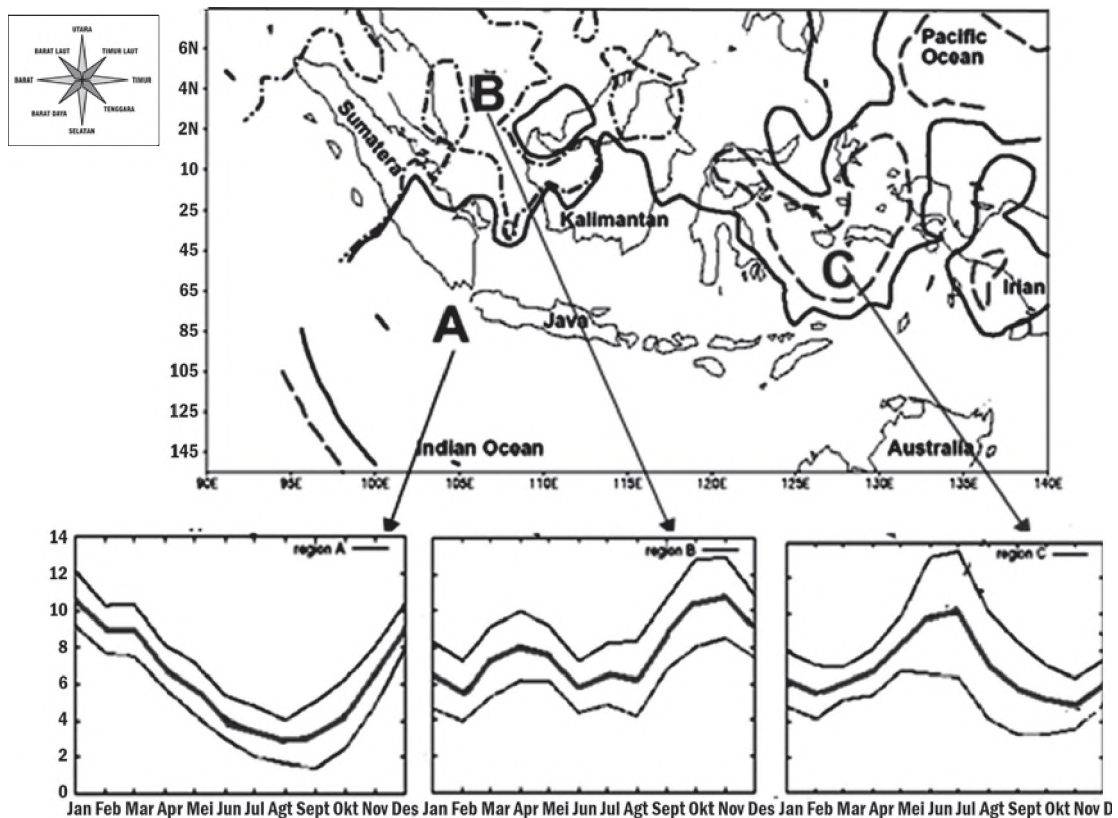 UTARA
BARAT LAUT TIMUR LAUT
BARAT TIMUR
BARAT DAYA TENGGARA
SELATAN
6N
4N
2N
10
25
45
65
85
105
125
145
Pacific
Ocean
B
Sumatera
Kalimantan
C
Irian
A
Java
Indian Ocean
Australia
90E 95E 100E 105E 110E 115E 120E 125E 130E 135E 140E
14
12
10
8
6
4
2
0
region A
region B
region C
Jan Feb Mar Apr Mei Jun Jul Agt Sept Okt Nov Des
Jan Feb Mar Apr Mei Jun Jul Agt Sept Okt Nov Des
Jan Feb Mar Apr Mei Jun Jul Agt Sept Okt Nov D